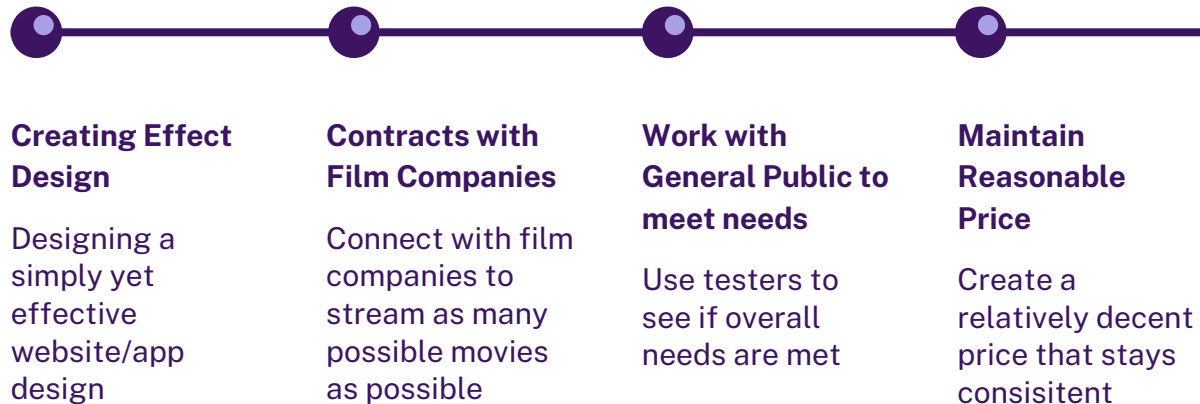 Creating Effect
Design
Designing a
simply yet
effective
website/app
design
Contracts with
Film Companies
Connect with film
companies to
stream as many
possible movies
as possible
Work with
General Public to
meet needs
Use testers to
see if overall
needs are met
Maintain
Reasonable
Price
Create a
relatively decent
price that stays
consisitent